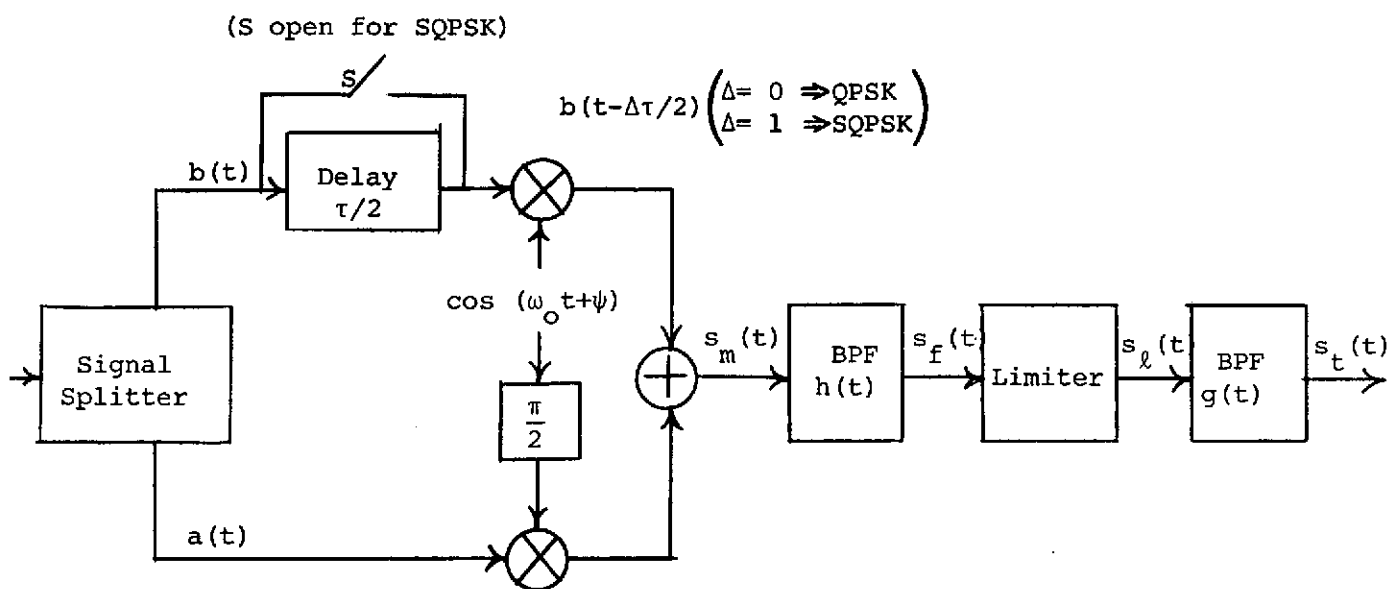 (S open for SQPSK)
S
b(t-Δτ/2) (Δ= 0 ⇒QPSK
Δ= 1 ⇒SQPSK)
b(t)
Delay
τ/2
cos (ω_o t+ψ)
Signal
Splitter
π/2
s_m(t)
BPF
h(t)
s_f(t
Limiter
s_ℓ(t
BPF
g(t)
s_t(t)
a(t)